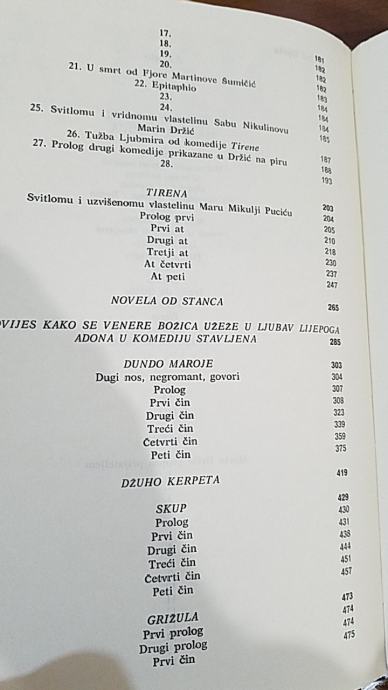 17.
18. 181
19. 182
20. 182
21. U smrt od Fjore Martinove Šumičić 182
22. Epitaphio 183
23. 184
24. 184
25. Svitlomu i vridnomu vlastelinu Sabu Nikulinovu
Marin Držić 185
26. Tužba Ljubmira od komedije Tirene 187
27. Prolog drugi komedije prikazane u Držić na piru 188
28. 193
TIRENA 203
Svitlomu i uzvišenomu vlastelinu Maru Mikulji Puciću 204
Prolog prvi 205
Prvi at 210
Drugi at 218
Tretji at 230
At četvrti 237
At peti 247
NOVELA OD STANCA 265
VIJES KAKO SE VENERE BOŽICA UŽEŽE U LJUBAV LIJEPOGA
ADONA U KOMEDIJU STAVLJENA 285
DUNDO MAROJE 303
Dugi nos, negromant, govori 304
Prolog 307
Prvi čin 308
Drugi čin 323
Treći čin 339
Četvrti čin 359
Peti čin 375
DŽUHO KERPETA 419
SKUP 429
Prolog 430
Prvi čin 431
Drugi čin 438
Treći čin 444
Četvrti čin 451
Peti čin 457
GRIŽULA 473
Prvi prolog 474
Drugi prolog 474
Prvi čin 475